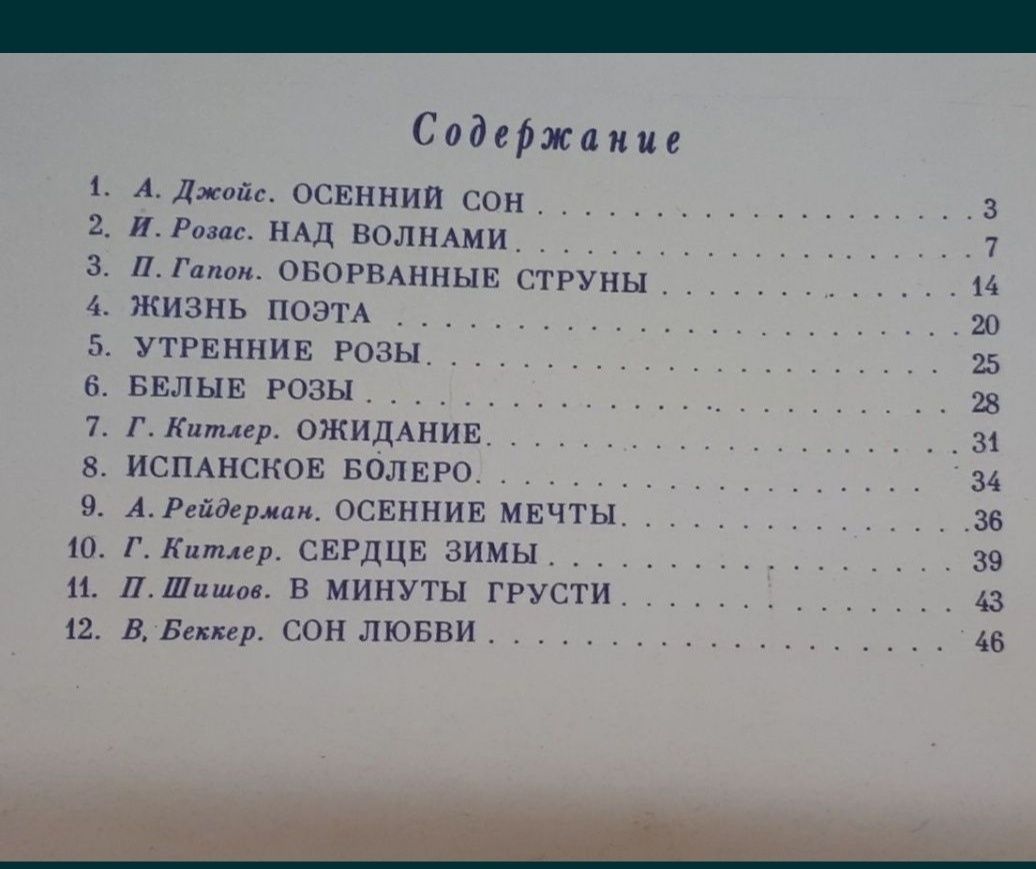 Содержание
1. А. Джойс. ОСЕННИЙ СОН . . . . . . . . . . . . . . . . . . . . 3
2. И. Розас. НАД ВОЛНАМИ . . . . . . . . . . . . . . . . . . . . 7
3. П. Гапон. ОБОРВАННЫЕ СТРУНЫ . . . . . . . . . . . . . . 14
4. ЖИЗНЬ ПОЭТА . . . . . . . . . . . . . . . . . . . . . . . . . 20
5. УТРЕННИЕ РОЗЫ . . . . . . . . . . . . . . . . . . . . . . . 25
6. БЕЛЫЕ РОЗЫ . . . . . . . . . . . . . . . . . . . . . . . . . 28
7. Г. Китлер. ОЖИДАНИЕ . . . . . . . . . . . . . . . . . . . . 31
8. ИСПАНСКОЕ БОЛЕРО . . . . . . . . . . . . . . . . . . . . 34
9. А. Рейдерман. ОСЕННИЕ МЕЧТЫ . . . . . . . . . . . . . . . 36
10. Г. Китлер. СЕРДЦЕ ЗИМЫ . . . . . . . . . . . . . . . . . . 39
11. П. Шишов. В МИНУТЫ ГРУСТИ . . . . . . . . . . . . . . . 43
12. В. Беккер. СОН ЛЮБВИ . . . . . . . . . . . . . . . . . . . 46